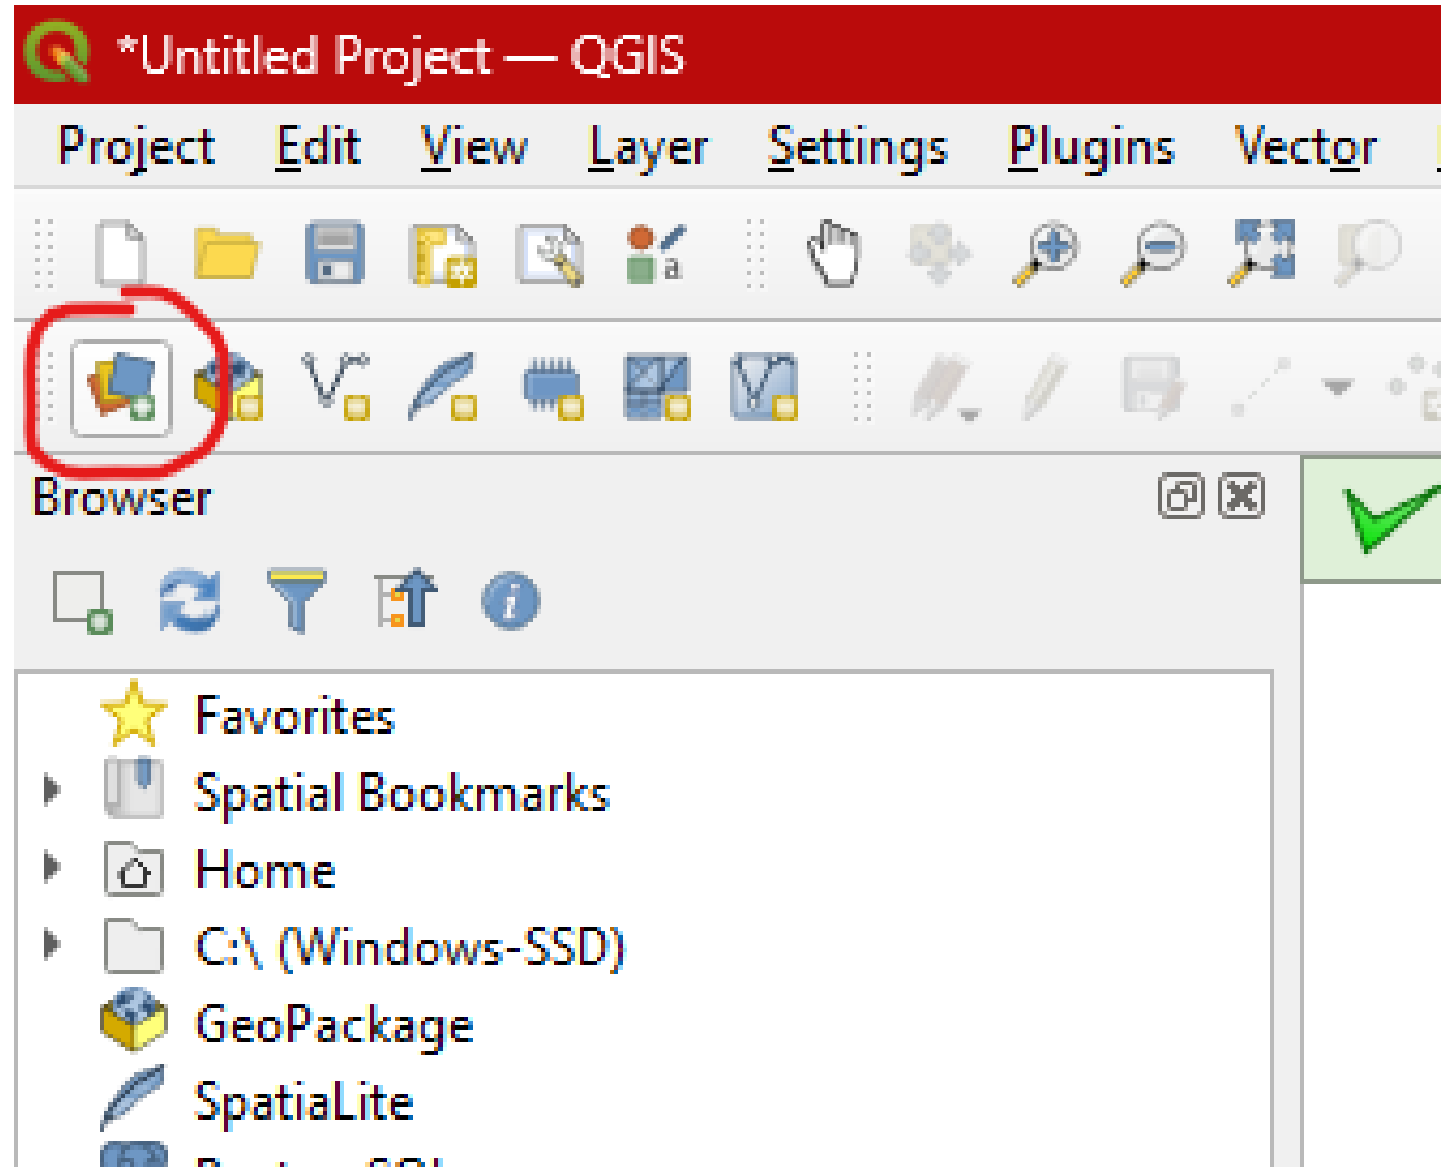 *Untitled Project — QGIS
Project Edit View Layer Settings Plugins Vector
Browser
Favorites
Spatial Bookmarks
Home
C:\ (Windows-SSD)
GeoPackage
SpatiaLite